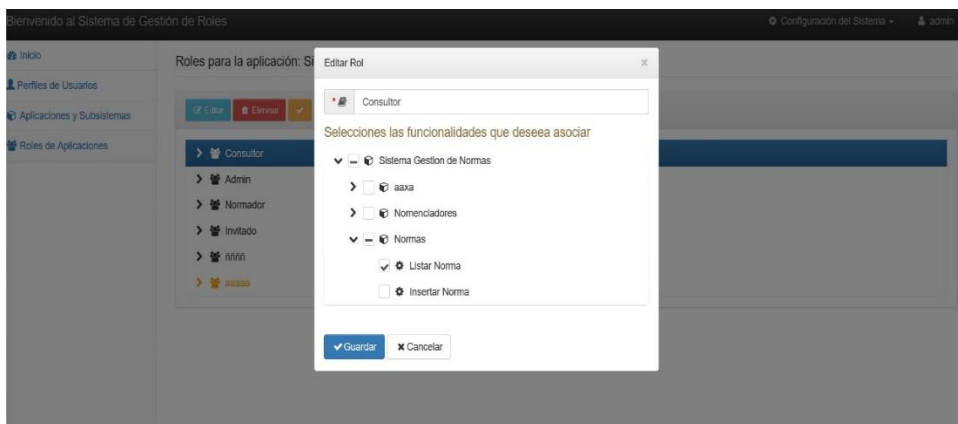 Bienvenido al Sistema de Gestión de Roles
Configuración del Sistema
admin
Inicio
Perfiles de Usuarios
Aplicaciones y Subsistemas
Roles de Aplicaciones
Roles para la aplicación: Si
Editar
Eliminar
Consultor
Admin
Normador
Invitado
ññññ
aaaaa
Editar Rol
x
* Consultor
Selecciones las funcionalidades que deseea asociar
Sistema Gestion de Normas
aaxa
Nomencladores
Normas
Listar Norma
Insertar Norma
Guardar
Cancelar